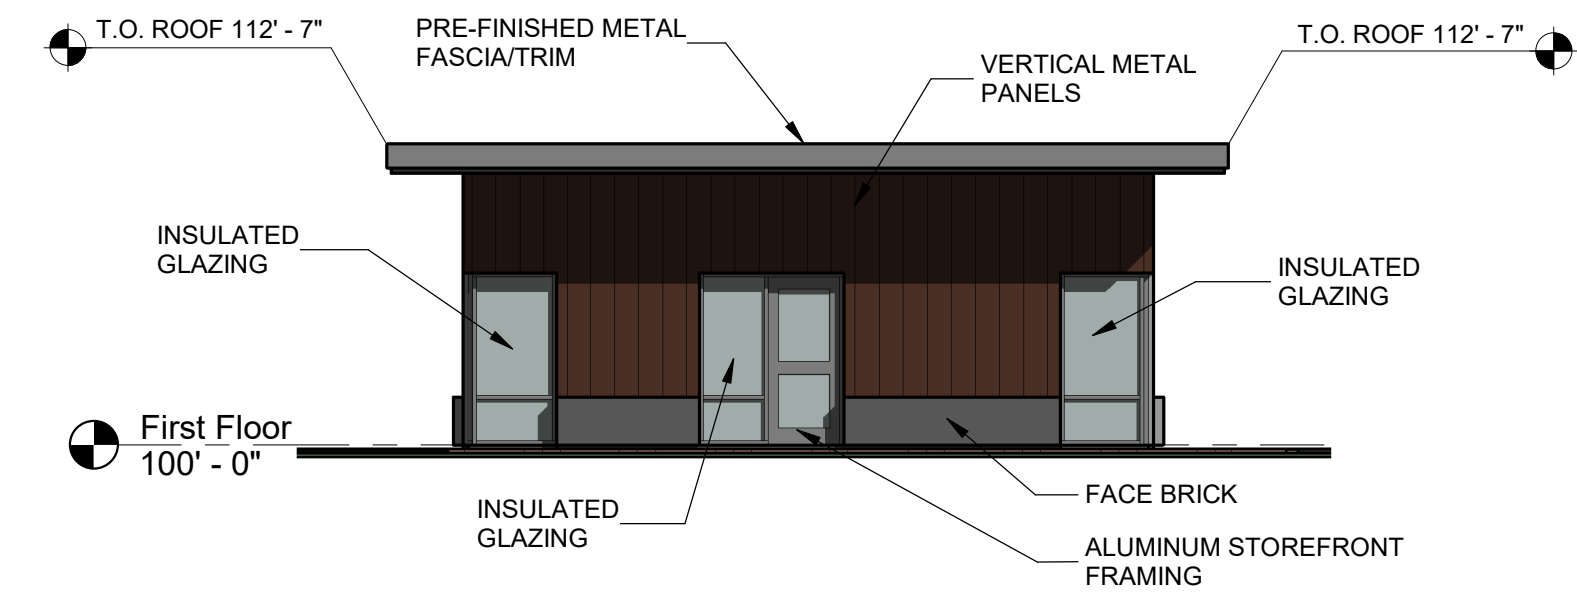 T.O. ROOF 112' - 7"
PRE-FINISHED METAL
FASCIA/TRIM
T.O. ROOF 112' - 7"
VERTICAL METAL
PANELS
INSULATED
GLAZING
INSULATED
GLAZING
First Floor
100' - 0"
INSULATED
GLAZING
FACE BRICK
ALUMINUM STOREFRONT
FRAMING